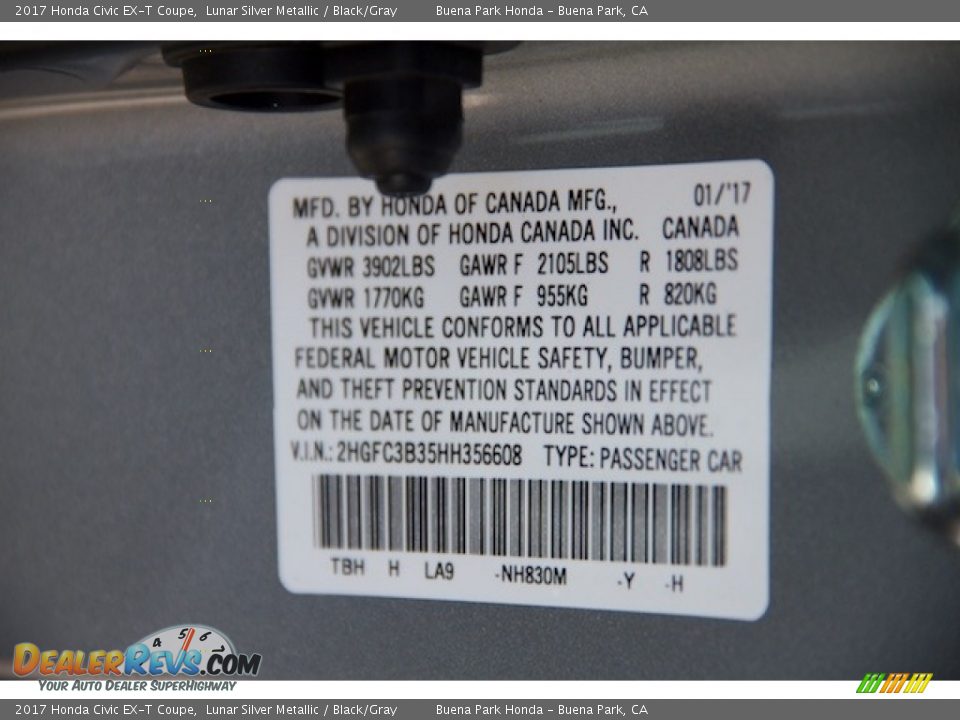 2017 Honda Civic EX-T Coupe, Lunar Silver Metallic / Black/Gray Buena Park Honda - Buena Park, CA
MFD. BY HONDA OF CANADA MFG., 01/'17
A DIVISION OF HONDA CANADA INC. CANADA
GVWR 3902LBS GAWR F 2105LBS R 1808LBS
GVWR 1770KG GAWR F 955KG R 820KG
THIS VEHICLE CONFORMS TO ALL APPLICABLE
FEDERAL MOTOR VEHICLE SAFETY, BUMPER,
AND THEFT PREVENTION STANDARDS IN EFFECT
ON THE DATE OF MANUFACTURE SHOWN ABOVE.
V.I.N.: 2HGFC3B35HH356608 TYPE: PASSENGER CAR
TBH H LA9 -NH830M -Y -H
4 5 6
DEALERREVS.COM
YOUR AUTO DEALER SUPERHIGHWAY
2017 Honda Civic EX-T Coupe, Lunar Silver Metallic / Black/Gray Buena Park Honda - Buena Park, CA